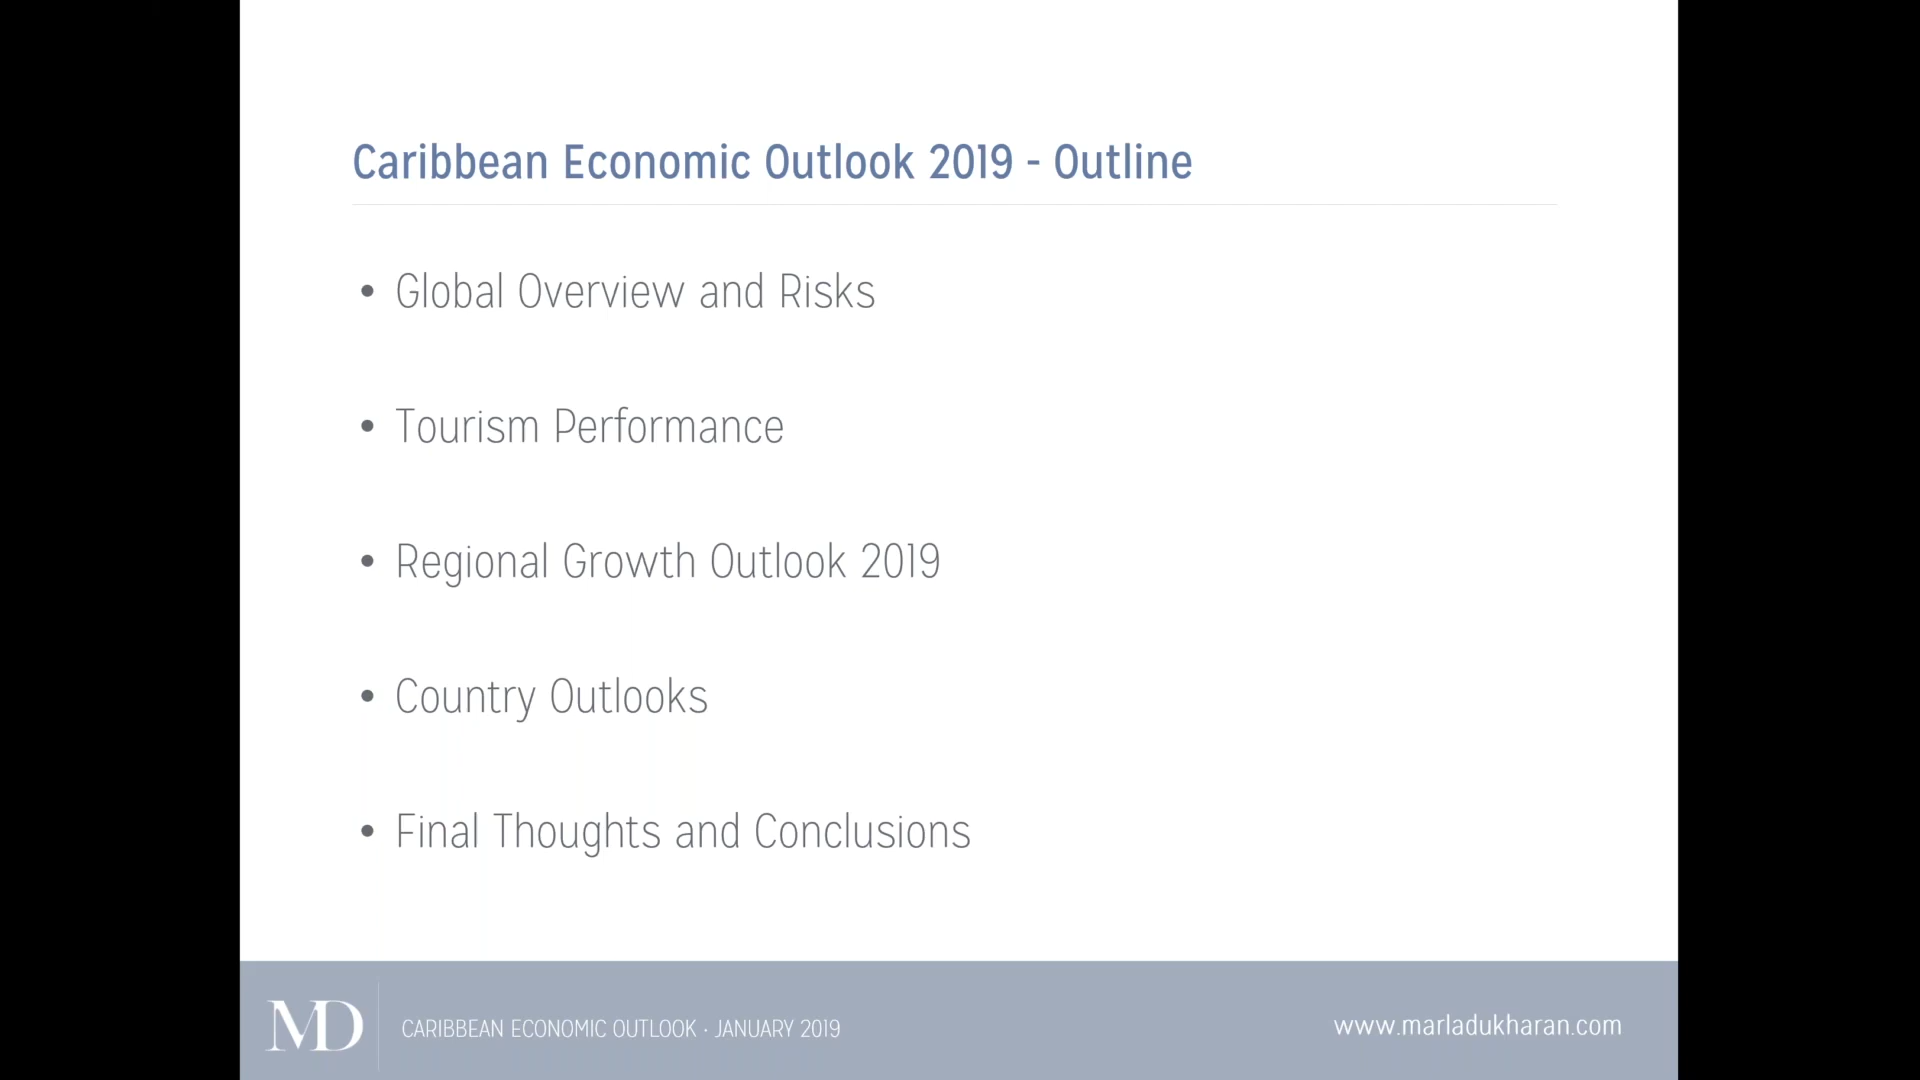 Caribbean Economic Outlook 2019 - Outline
• Global Overview and Risks
• Tourism Performance
• Regional Growth Outlook 2019
• Country Outlooks
• Final Thoughts and Conclusions
MD
CARIBBEAN ECONOMIC OUTLOOK · JANUARY 2019
www.marladukharan.com